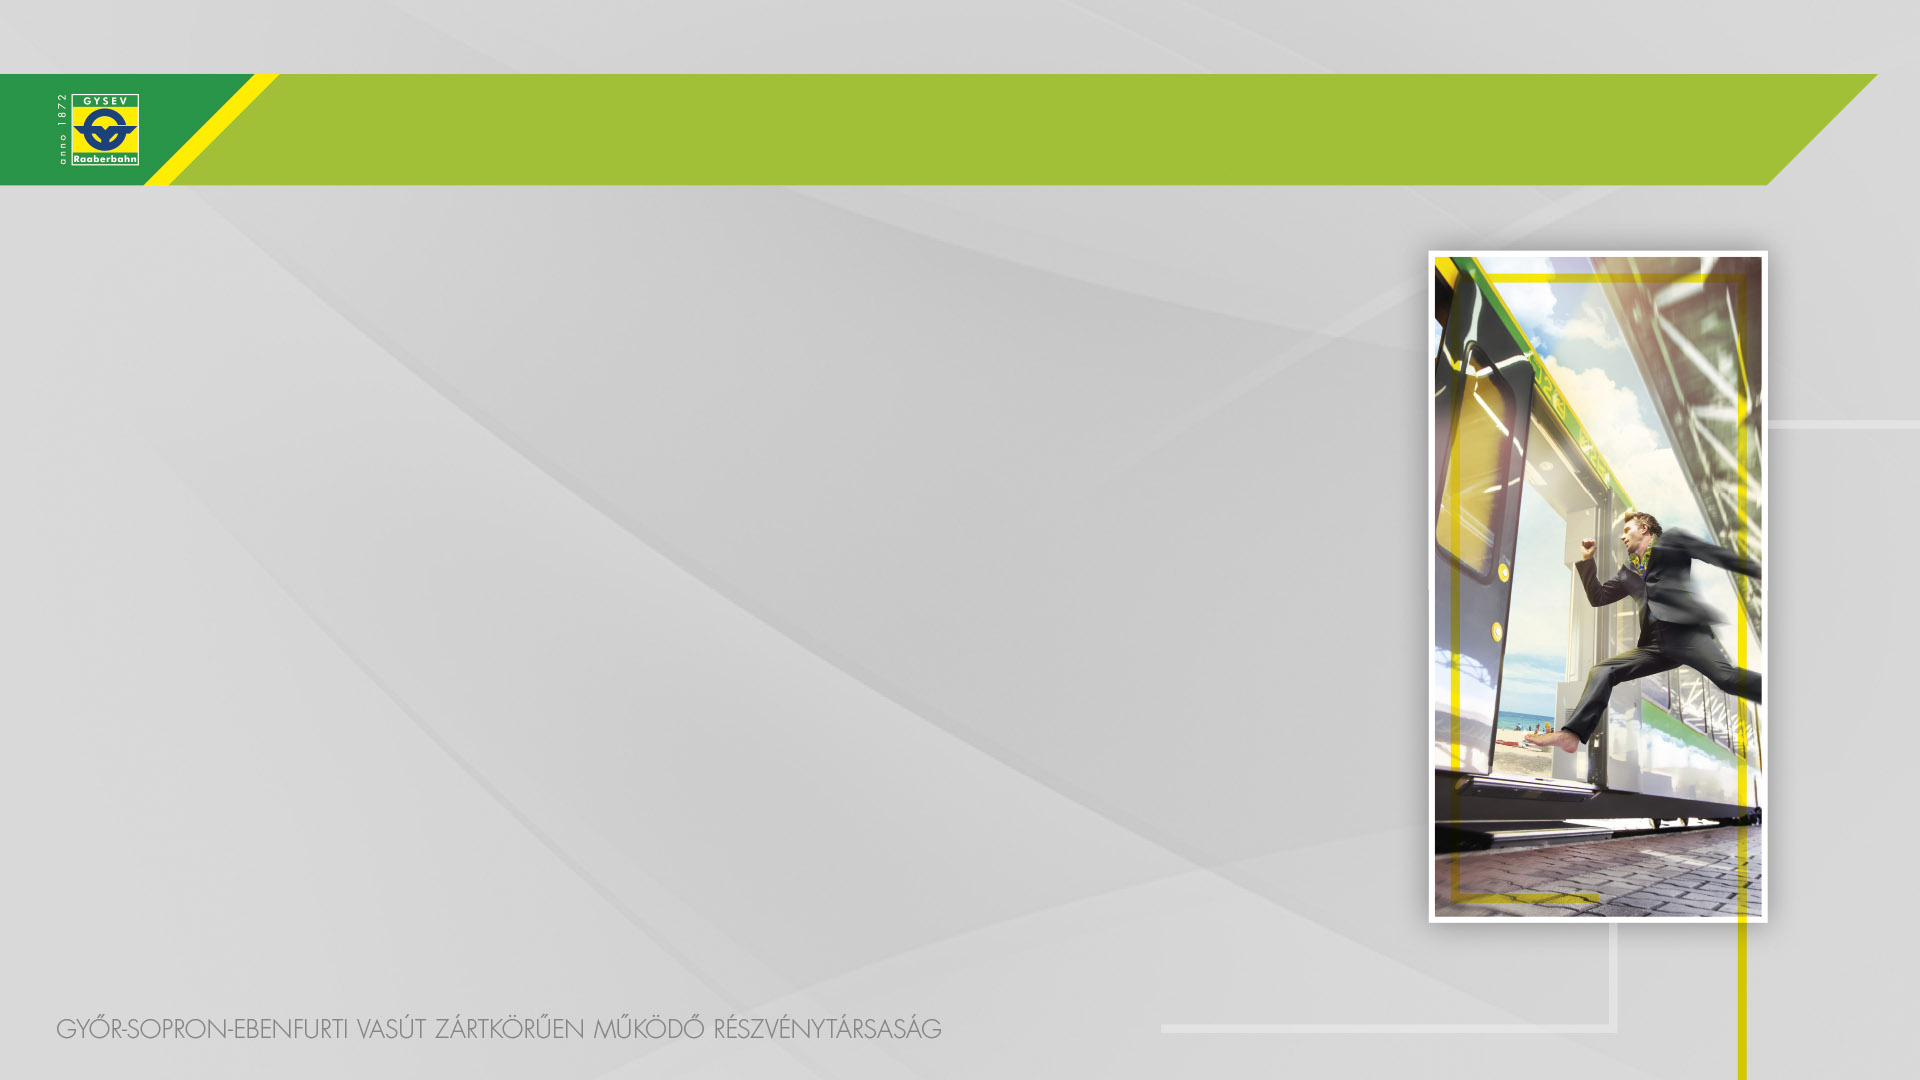 anno 1872
GYSEV
Raaberbahn
GYŐR-SOPRON-EBENFURTI VASÚT ZÁRTKÖRŰEN MŰKÖDŐ RÉSZVÉNYTÁRSASÁG